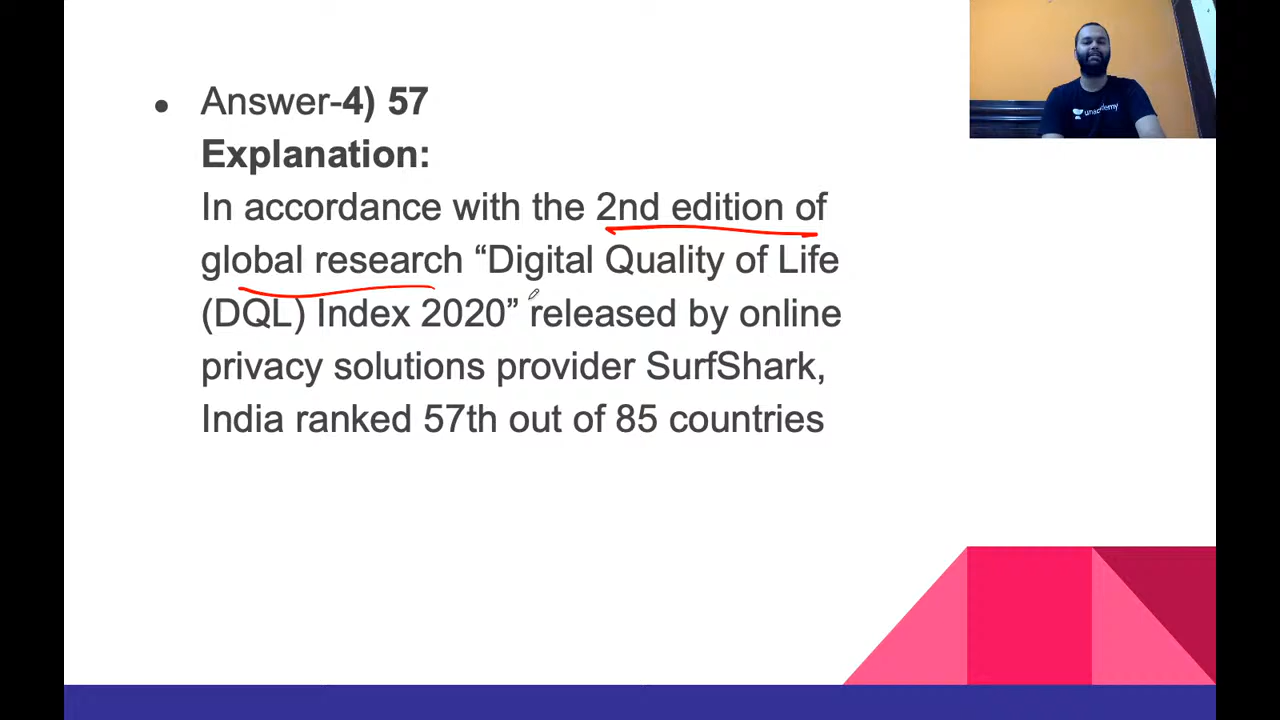 Answer-4) 57
Explanation:
In accordance with the 2nd edition of
global research “Digital Quality of Life
(DQL) Index 2020” released by online
privacy solutions provider SurfShark,
India ranked 57th out of 85 countries
unacademy